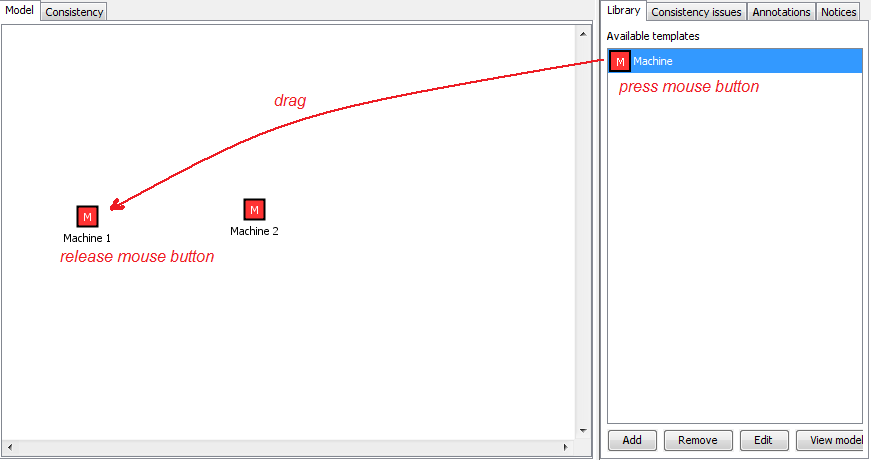 Model
Consistency
Library
Consistency issues
Annotations
Notices
Available templates
M Machine
press mouse button
drag
M
Machine 1
release mouse button
M
Machine 2
Add
Remove
Edit
View model